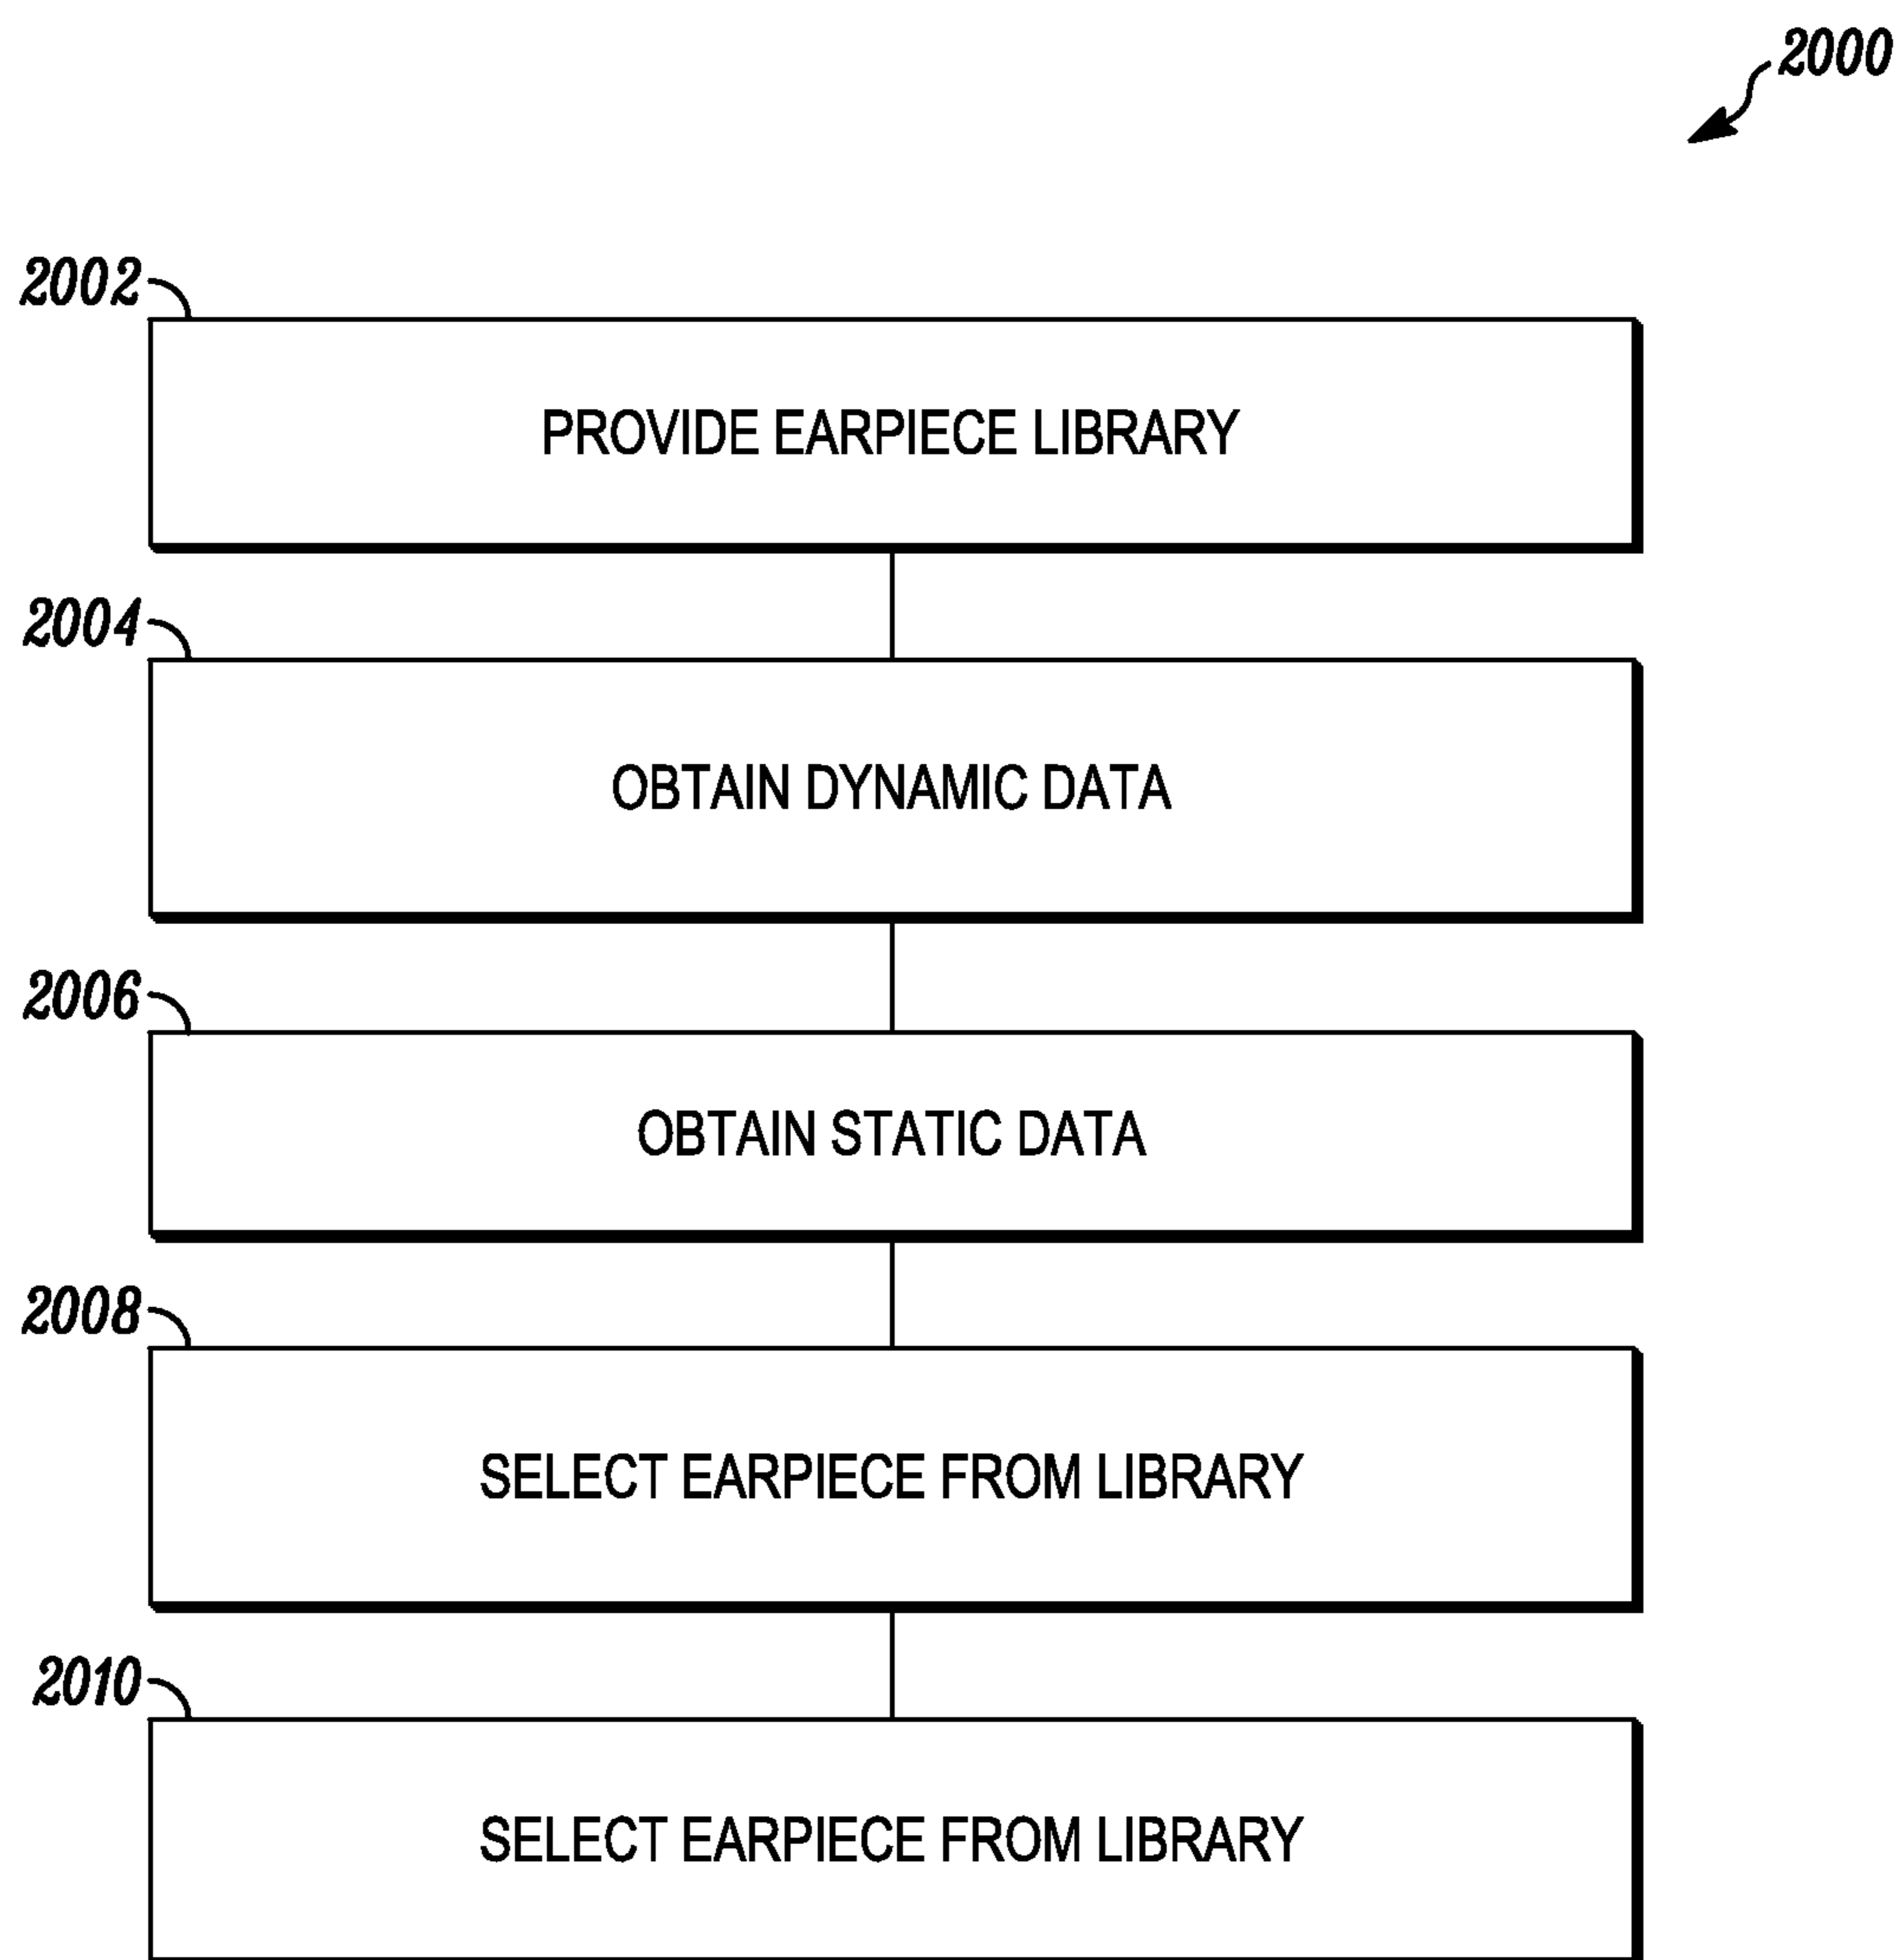 2000
2002
PROVIDE EARPIECE LIBRARY
2004
OBTAIN DYNAMIC DATA
2006
OBTAIN STATIC DATA
2008
SELECT EARPIECE FROM LIBRARY
2010
SELECT EARPIECE FROM LIBRARY